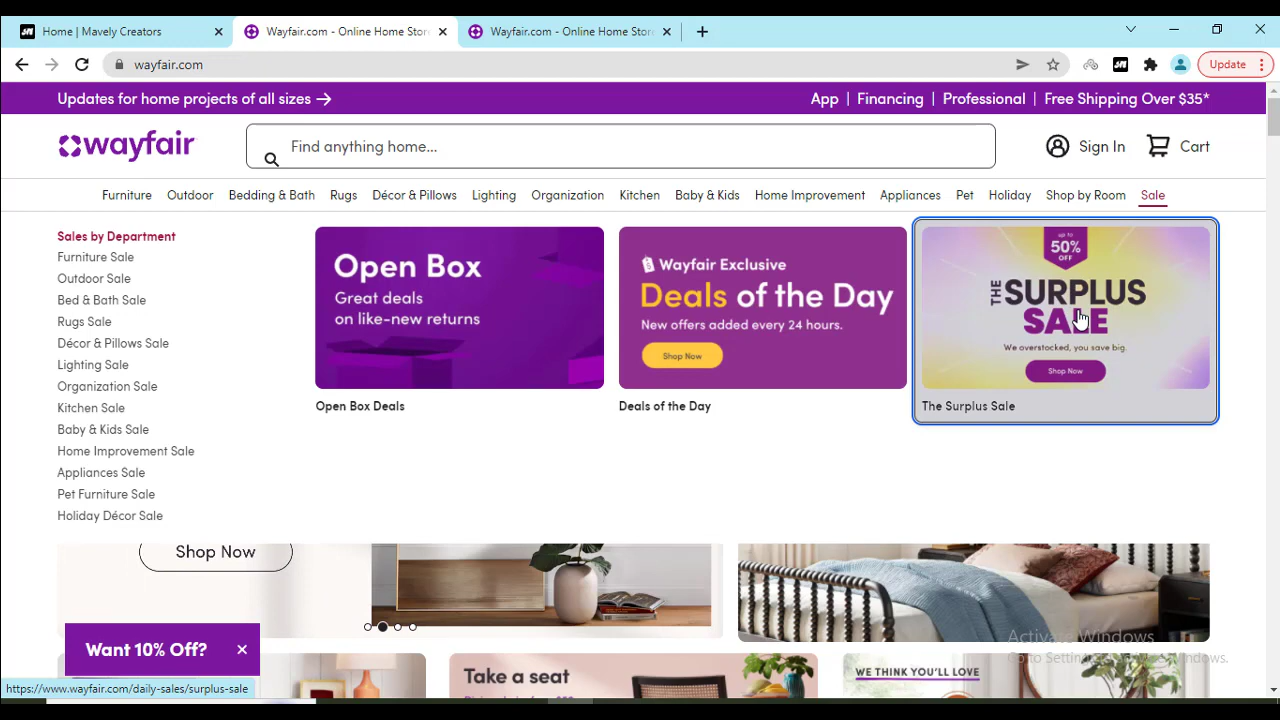 Home | Mavely Creators
Wayfair.com - Online Home Stor
Wayfair.com - Online Home Stor
wayfair.com
Update
Updates for home projects of all sizes →
App | Financing | Professional | Free Shipping Over $35*
wayfair
Find anything home...
Sign In
Cart
Furniture Outdoor Bedding & Bath Rugs Décor & Pillows Lighting Organization Kitchen Baby & Kids Home Improvement Appliances Pet Holiday Shop by Room Sale
Sales by Department
Furniture Sale
Outdoor Sale
Bed & Bath Sale
Rugs Sale
Décor & Pillows Sale
Lighting Sale
Organization Sale
Kitchen Sale
Baby & Kids Sale
Home Improvement Sale
Appliances Sale
Pet Furniture Sale
Holiday Décor Sale
Open Box
Great deals
on like-new returns
Open Box Deals
Wayfair Exclusive
Deals of the Day
New offers added every 24 hours.
Shop Now
Deals of the Day
up to
50%
OFF
THE SURPLUS
SALE
We overstocked, you save big.
Shop Now
The Surplus Sale
Shop Now
Want 10% Off?
Take a seat
WE THINK YOU'LL LOVE
Activate Windows
Go to Settings to activate Windows.
https://www.wayfair.com/daily-sales/surplus-sale